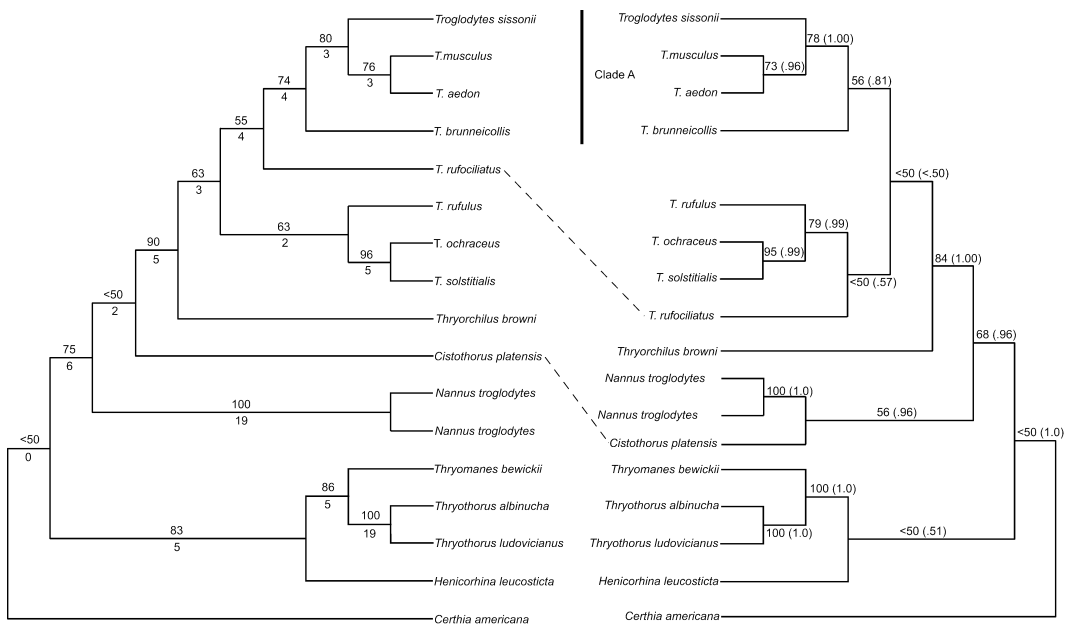 Troglodytes sissonii
80
3
T.musculus
76
3
T. aedon
74
4
T. brunneicollis
55
4
T. rufociliatus
63
3
T. rufulus
63
2
T. ochraceus
96
5
T. solstitialis
90
5
Thryorchilus browni
<50
2
Cistothorus platensis
75
6
Nannus troglodytes
100
19
Nannus troglodytes
<50
0
Thryomanes bewickii
86
5
Thryothorus albinucha
100
19
Thryothorus ludovicianus
83
5
Henicorhina leucosticta
Certhia americana
Clade A
Troglodytes sissonii
78 (1.00)
T.musculus
73 (.96)
T. aedon
56 (.81)
T. brunneicollis
<50 (<.50)
T. rufulus
79 (.99)
T. ochraceus
95 (.99)
T. solstitialis
<50 (.57)
T. rufociliatus
84 (1.00)
Thryorchilus browni
68 (.96)
Nannus troglodytes
100 (1.0)
Nannus troglodytes
56 (.96)
Cistothorus platensis
<50 (1.0)
Thryomanes bewickii
100 (1.0)
Thryothorus albinucha
100 (1.0)
Thryothorus ludovicianus
<50 (.51)
Henicorhina leucosticta
Certhia americana